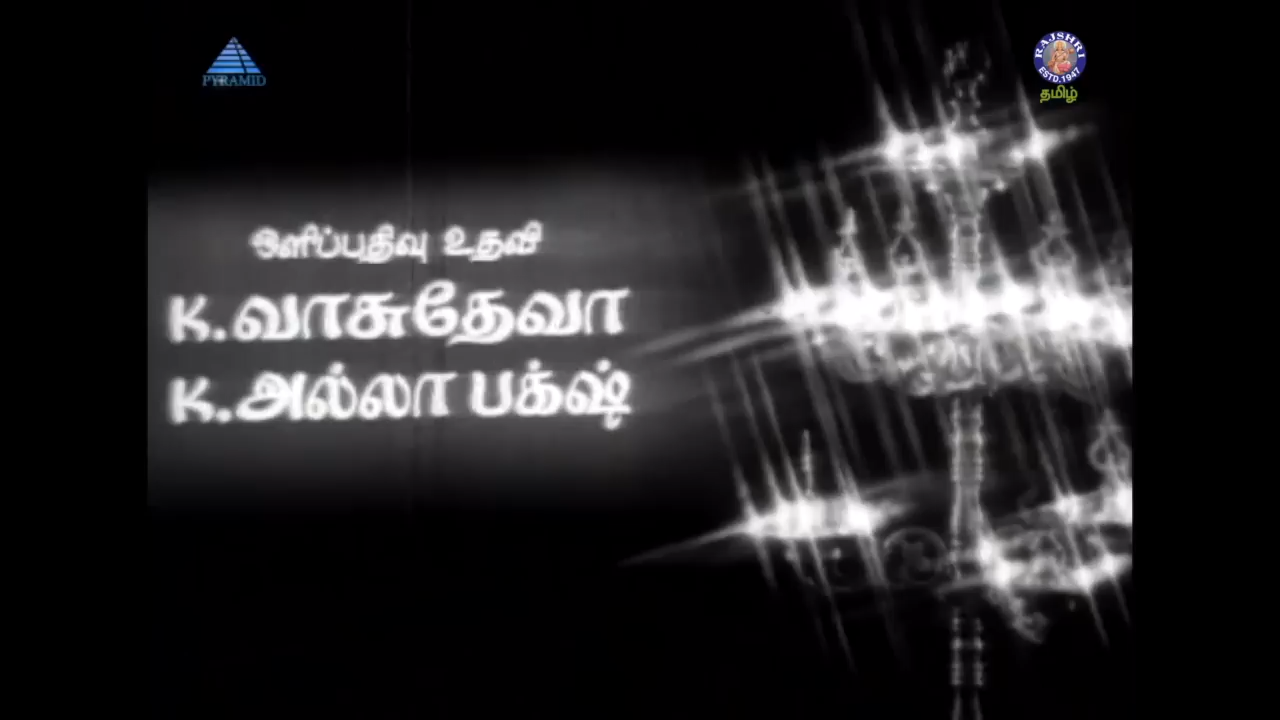 PYRAMID
RAJSHRI
ESTD.1947
தமிழ்
ஒளிப்பதிவு உதவி
K.வாசுதேவா
K.அல்லா பக்ஷ்